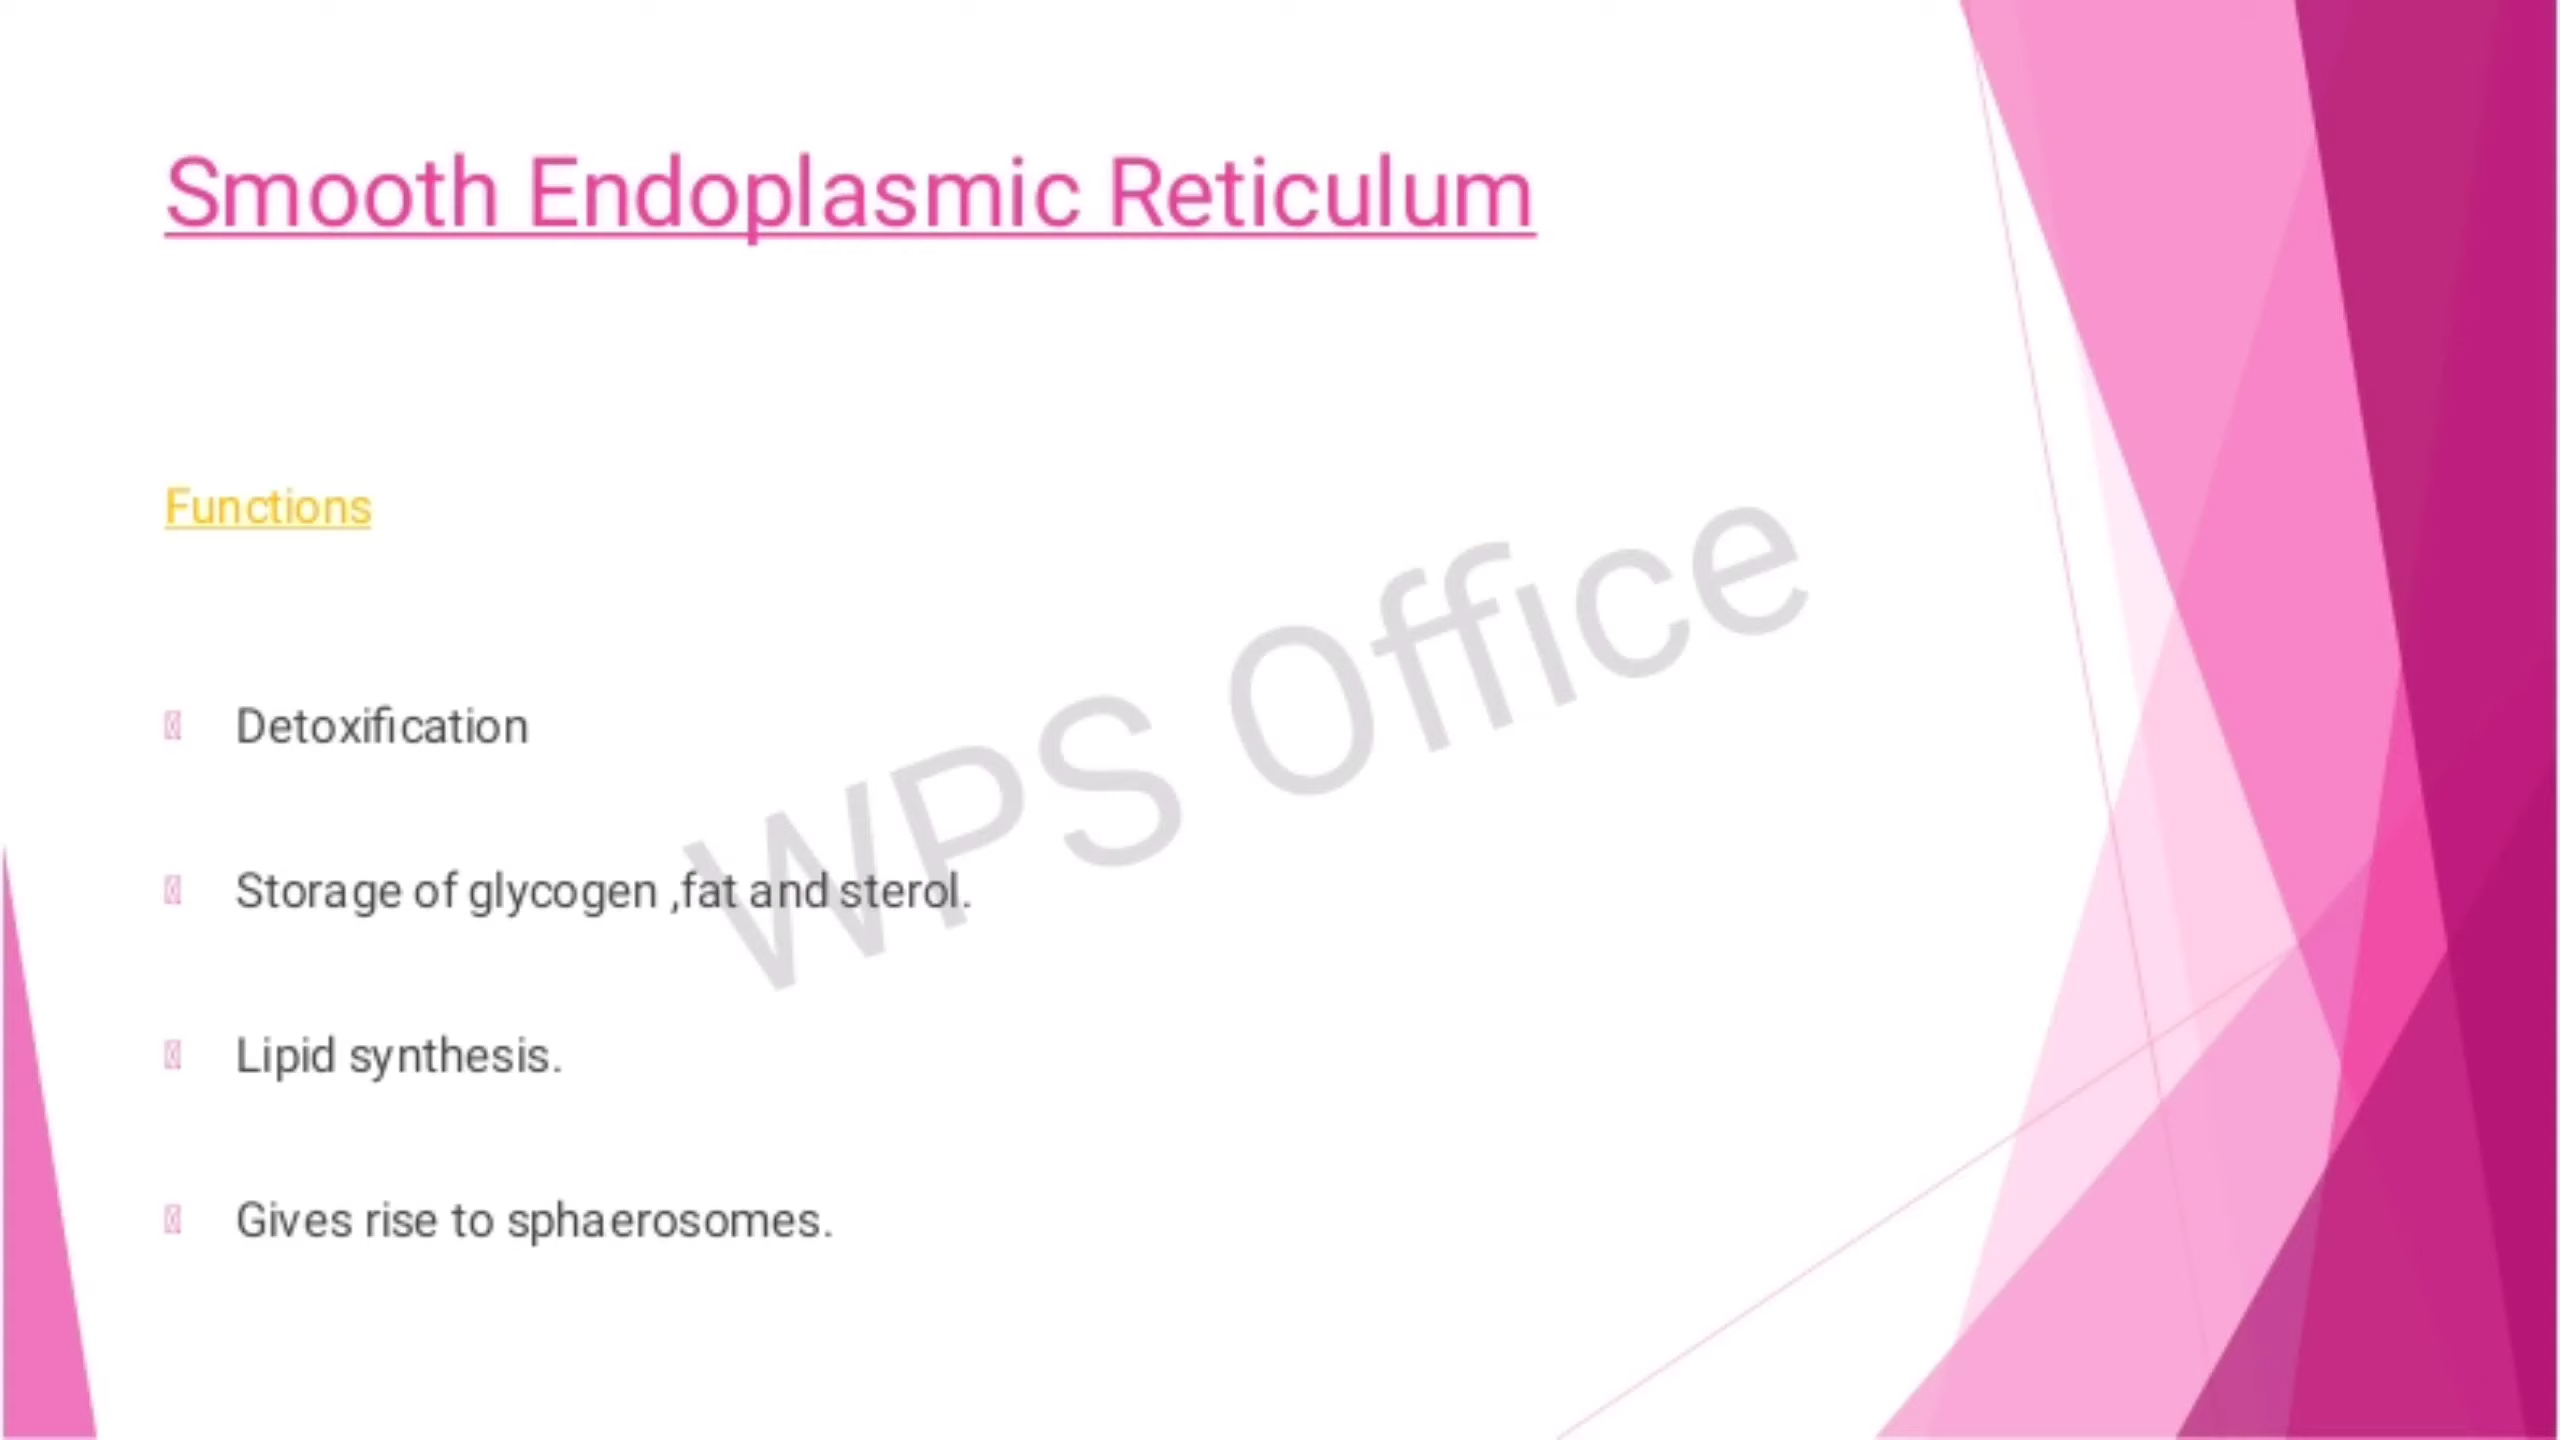 Smooth Endoplasmic Reticulum
Functions
Detoxification
Storage of glycogen ,fat and sterol.
Lipid synthesis.
Gives rise to sphaerosomes.
WPS Office